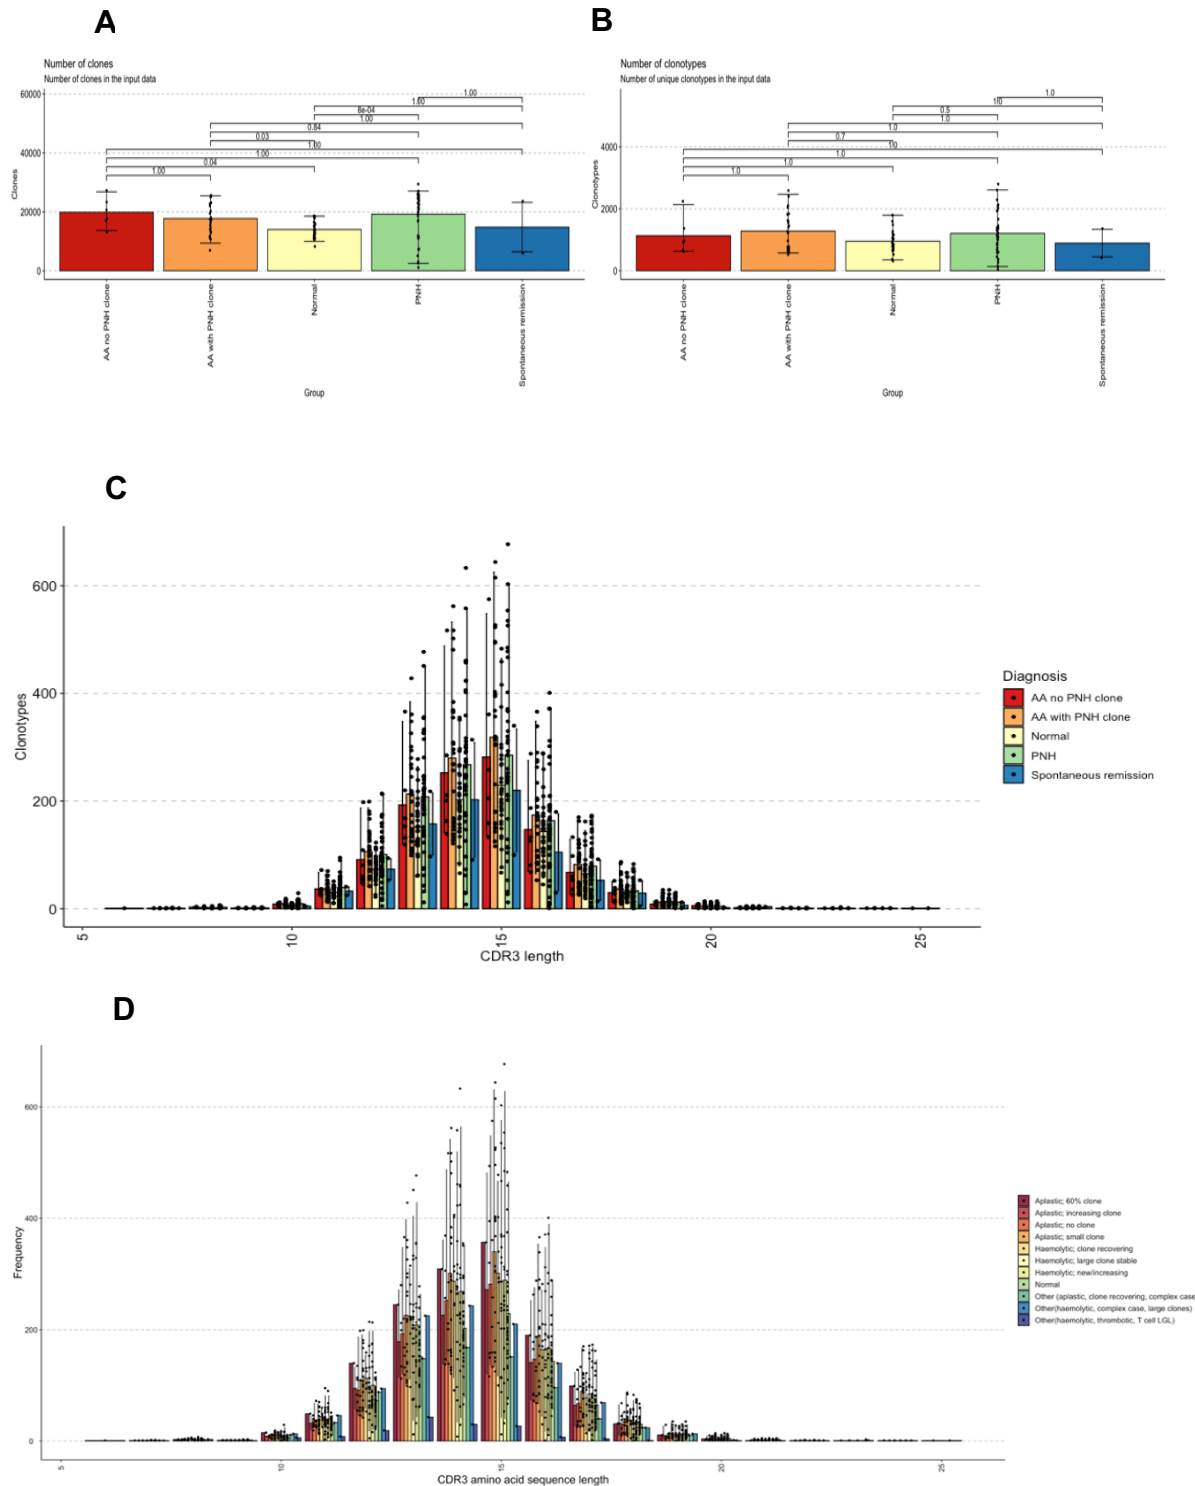 A
B
Number of clones
Number of clones in the input data
Number of clonotypes
Number of unique clonotypes in the input data
60000
40000
20000
0
Clones
1.00
1.00
8e-04
1.00
0.84
0.03
1.00
1.00
0.04
1.00
AA no PNH clone
AA with PNH clone
Normal
PNH
Spontaneous remission
Group
4000
2000
0
Clonotypes
1.0
1.0
0.5
1.0
1.0
0.7
1.0
1.0
1.0
1.0
AA no PNH clone
AA with PNH clone
Normal
PNH
Spontaneous remission
Group
C
600
400
200
0
Clonotypes
5
10
15
20
25
CDR3 length
Diagnosis
AA no PNH clone
AA with PNH clone
Normal
PNH
Spontaneous remission
D
600
400
200
0
Frequency
5
10
15
20
25
CDR3 amino acid sequence length
Aplastic; 60% clone
Aplastic; increasing clone
Aplastic; no clone
Aplastic; small clone
Haemolytic; clone recovering
Haemolytic; large clone stable
Haemolytic; new/increasing
Normal
Other (aplastic, clone recovering, complex case
Other(haemolytic, complex case, large clones)
Other(haemolytic, thrombotic, T cell LGL)